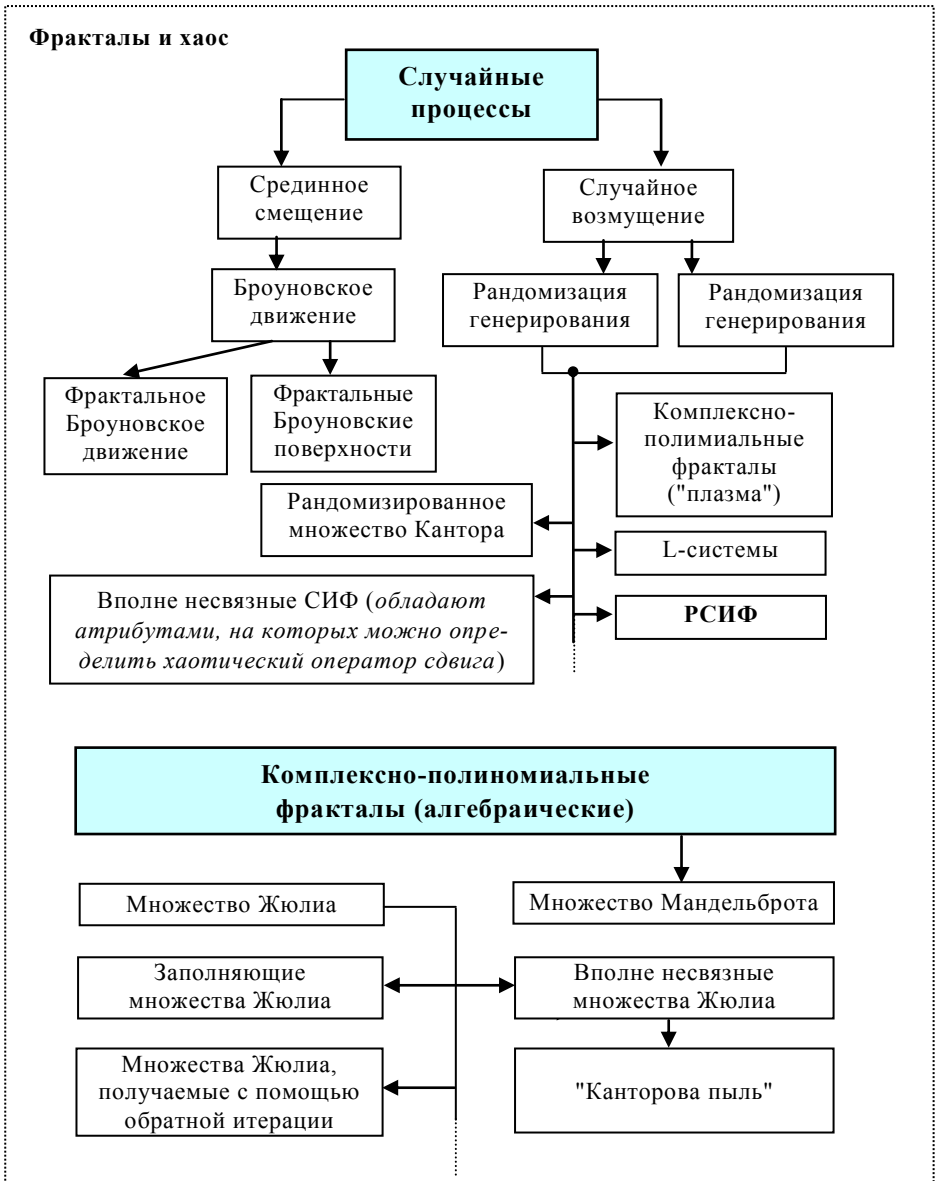 Фракталы и хаос
Случайные
процессы
Срединное
смещение
Случайное
возмущение
Броуновское
движение
Рандомизация
генерирования
Рандомизация
генерирования
Фрактальное
Броуновское
движение
Фрактальные
Броуновские
поверхности
Комплексно-
полимиальные
фракталы
("плазма")
Рандомизированное
множество Кантора
L-системы
Вполне несвязные СИФ (обладают
атрибутами, на которых можно опре-
делить хаотический оператор сдвига)
РСИФ
Комплексно-полиномиальные
фракталы (алгебраические)
Множество Жюлиа
Множество Мандельброта
Заполняющие
множества Жюлиа
Вполне несвязные
множества Жюлиа
Множества Жюлиа,
получаемые с помощью
обратной итерации
"Канторова пыль"